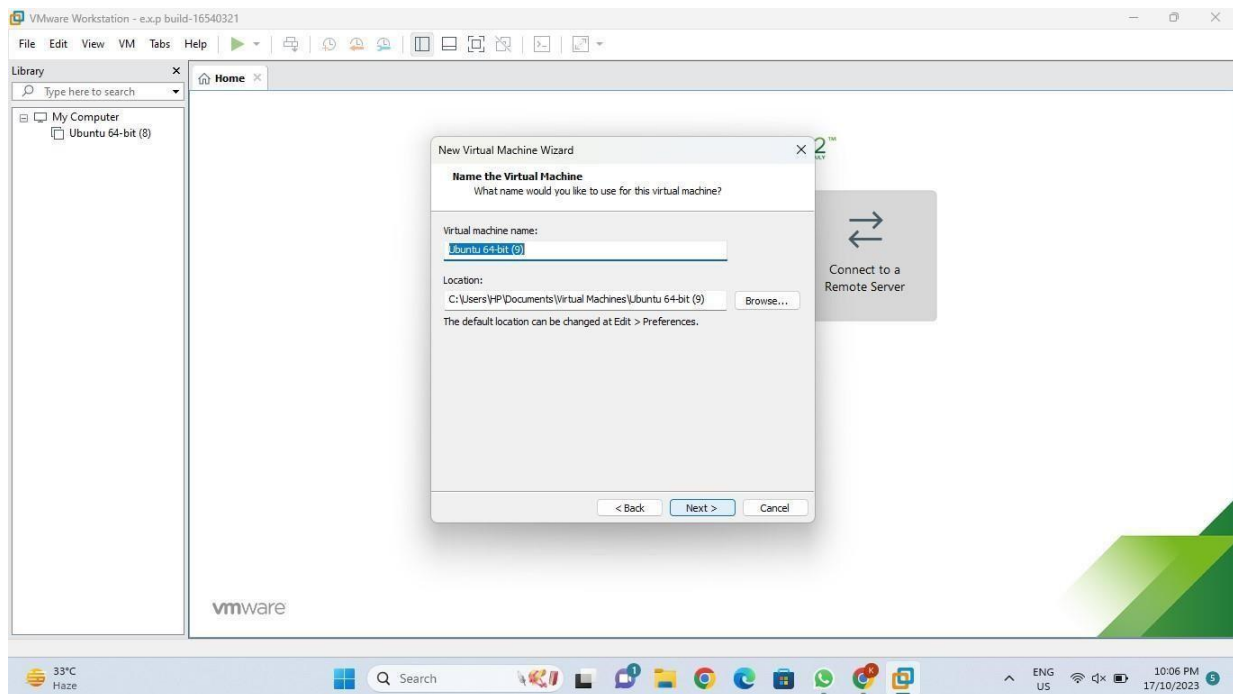 VMware Workstation - e.x.p build-16540321
File Edit View VM Tabs Help
Library
Type here to search
My Computer
Ubuntu 64-bit (8)
Home
2™
New Virtual Machine Wizard
Name the Virtual Machine
What name would you like to use for this virtual machine?
Virtual machine name:
Ubuntu 64-bit (9)
Location:
C:\Users\HP\Documents\Virtual Machines\Ubuntu 64-bit (9)
Browse...
The default location can be changed at Edit > Preferences.
< Back Next > Cancel
Connect to a
Remote Server
vmware
33°C
Haze
Search
1
K
ENG
US
10:06 PM
17/10/2023
5